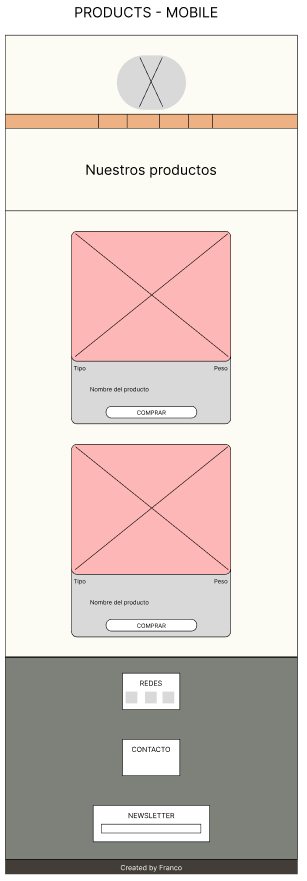 PRODUCTS - MOBILE
Nuestros productos
Tipo Peso
Nombre del producto
COMPRAR
Tipo Peso
Nombre del producto
COMPRAR
REDES
CONTACTO
NEWSLETTER
Created by Franco